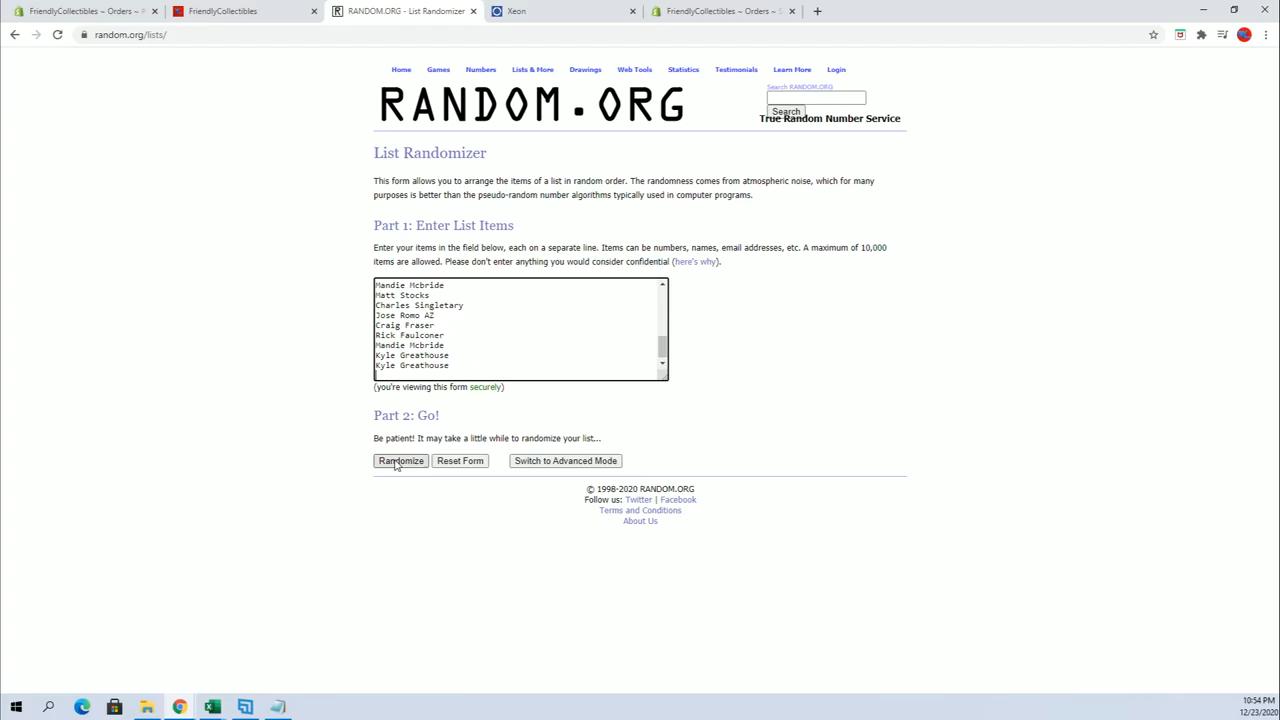 FriendlyCollectibles ~ Orders ~
FriendlyCollectibles
RANDOM.ORG - List Randomizer
Xeon
FriendlyCollectibles ~ Orders ~
random.org/lists/
Home Games Numbers Lists & More Drawings Web Tools Statistics Testimonials Learn More Login
Search RANDOM.ORG
RANDOM.ORG
Search
True Random Number Service
List Randomizer
This form allows you to arrange the items of a list in random order. The randomness comes from atmospheric noise, which for many
purposes is better than the pseudo-random number algorithms typically used in computer programs.
Part 1: Enter List Items
Enter your items in the field below, each on a separate line. Items can be numbers, names, email addresses, etc. A maximum of 10,000
items are allowed. Please don't enter anything you would consider confidential (here's why).
Mandie Mcbride
Matt Stocks
Charles Singletary
Jose Romo AZ
Craig Fraser
Rick Faulconer
Mandie Mcbride
Kyle Greathouse
Kyle Greathouse
(you're viewing this form securely)
Part 2: Go!
Be patient! It may take a little while to randomize your list...
Randomize Reset Form Switch to Advanced Mode
© 1998-2020 RANDOM.ORG
Follow us: Twitter | Facebook
Terms and Conditions
About Us
10:54 PM
12/23/2020